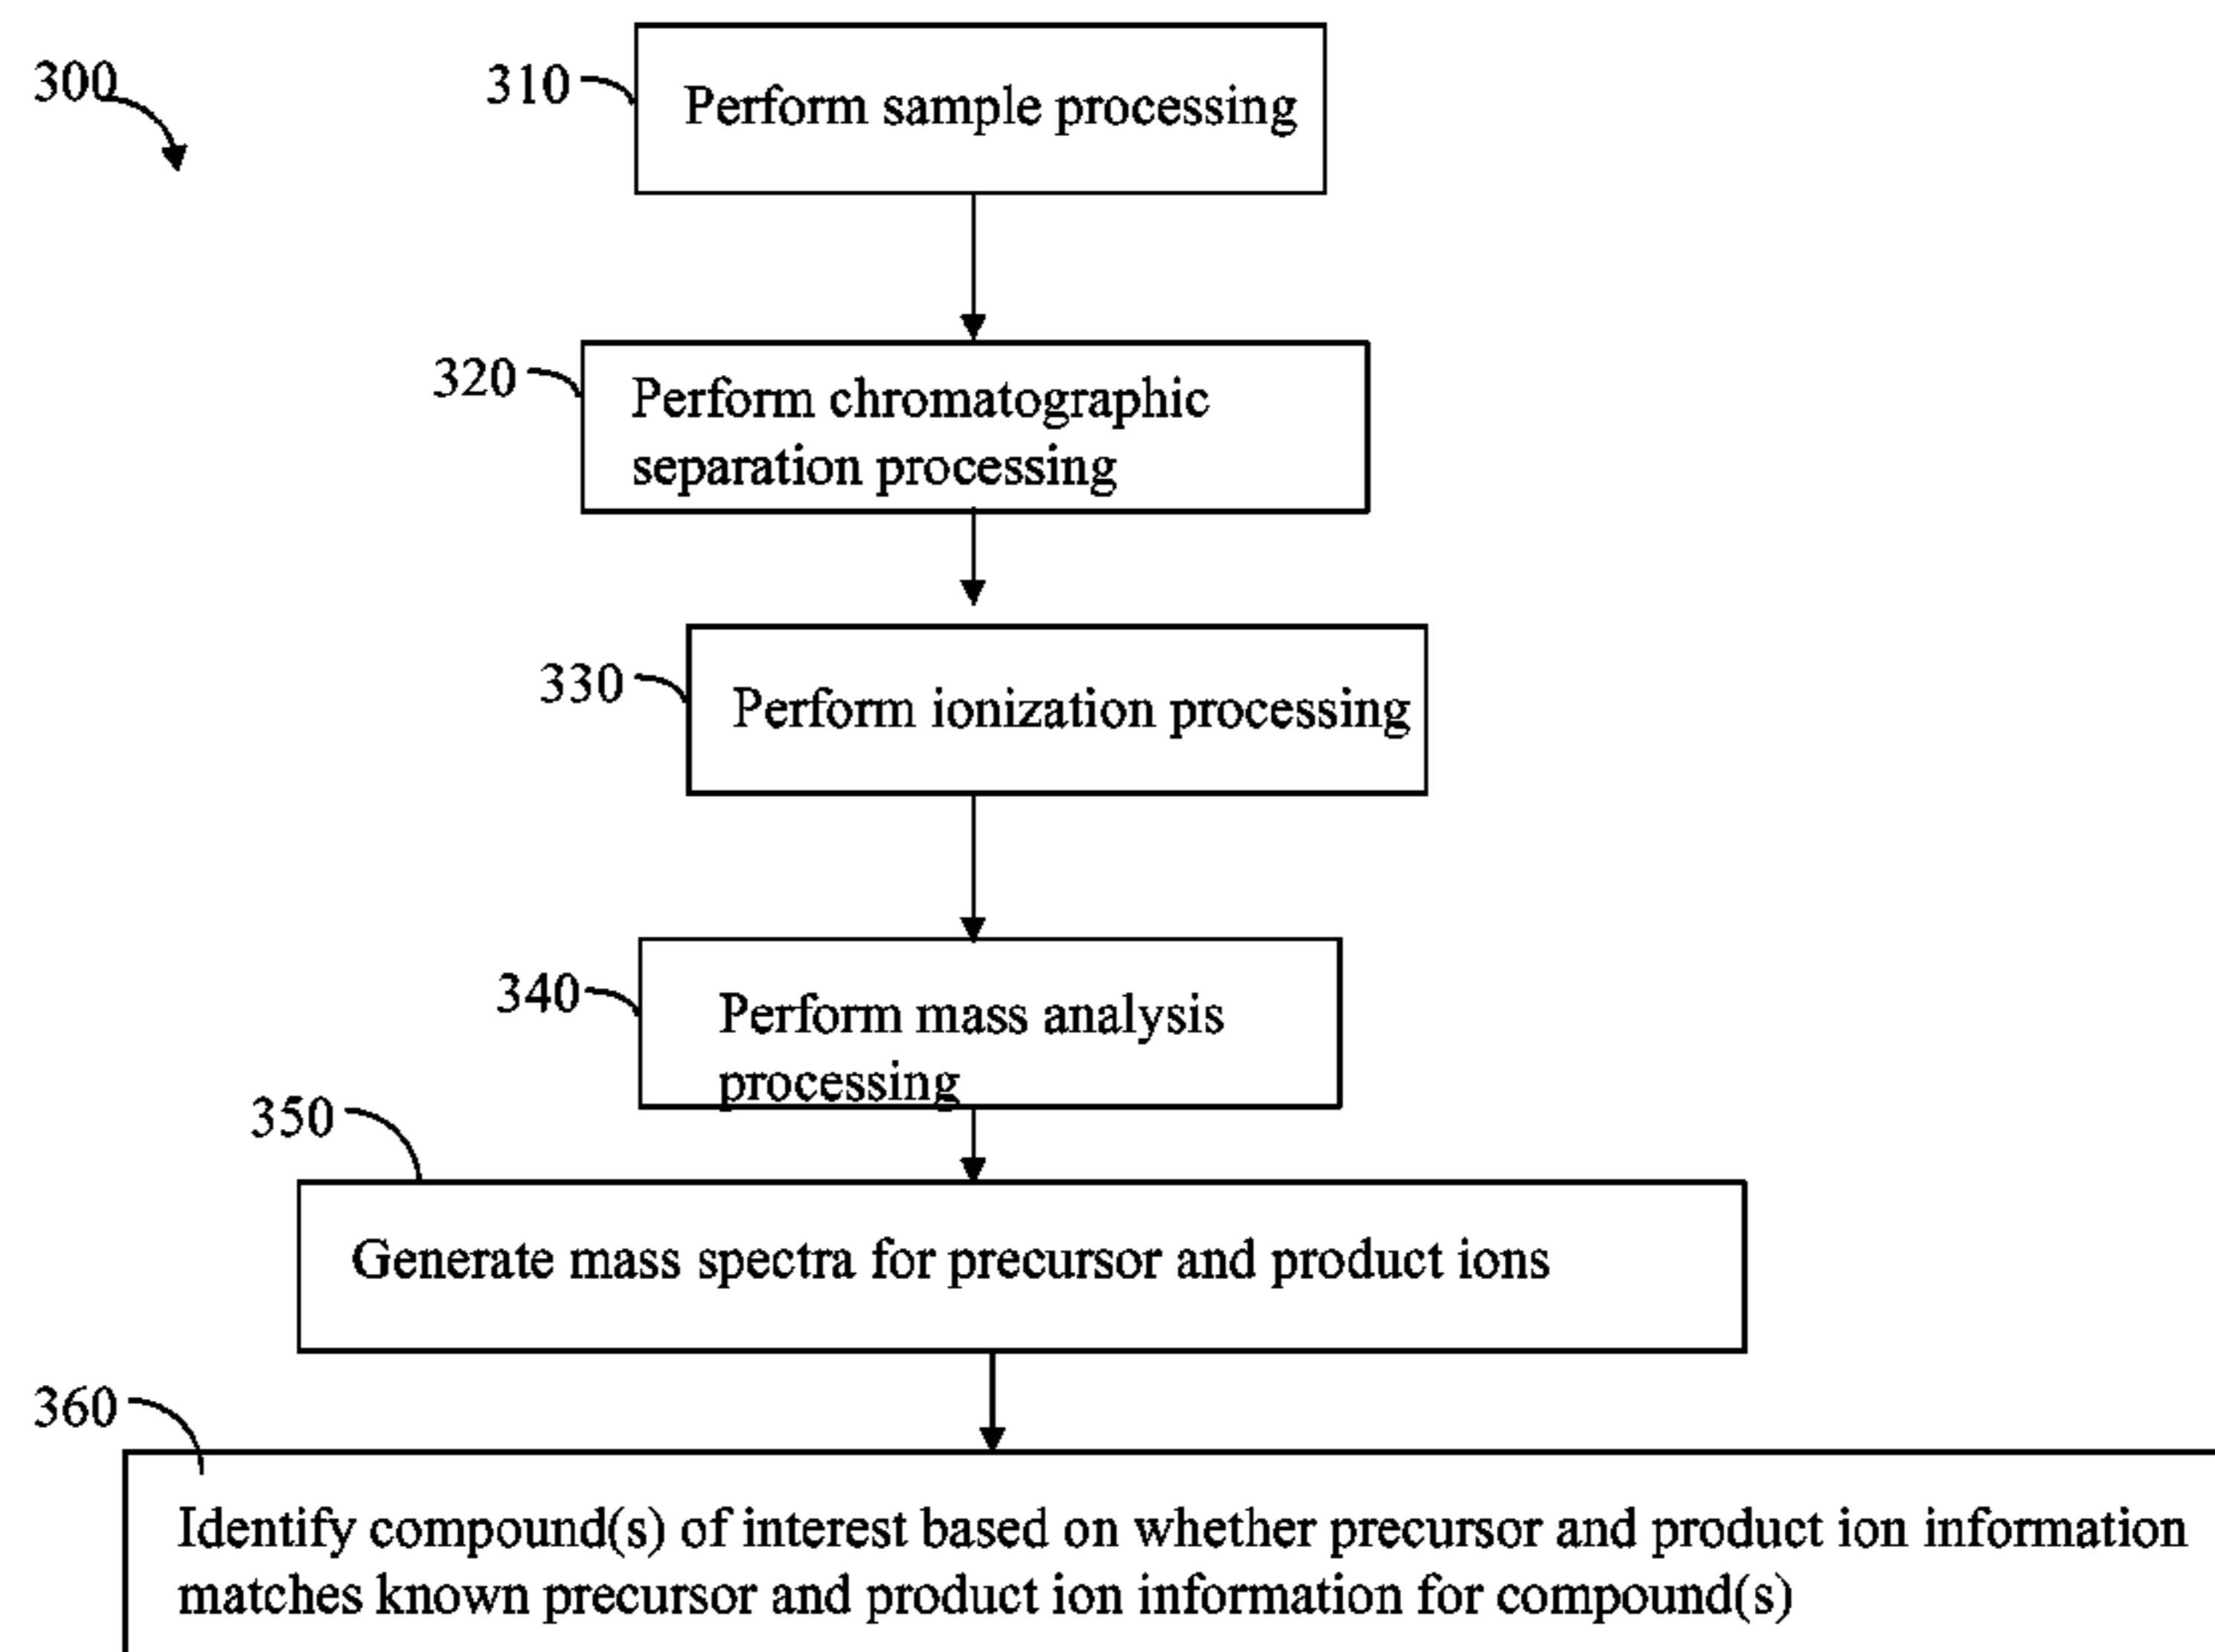 300
310
Perform sample processing
320
Perform chromatographic
separation processing
330
Perform ionization processing
340
Perform mass analysis
processing
350
Generate mass spectra for precursor and product ions
360
Identify compound(s) of interest based on whether precursor and product ion information
matches known precursor and product ion information for compound(s)